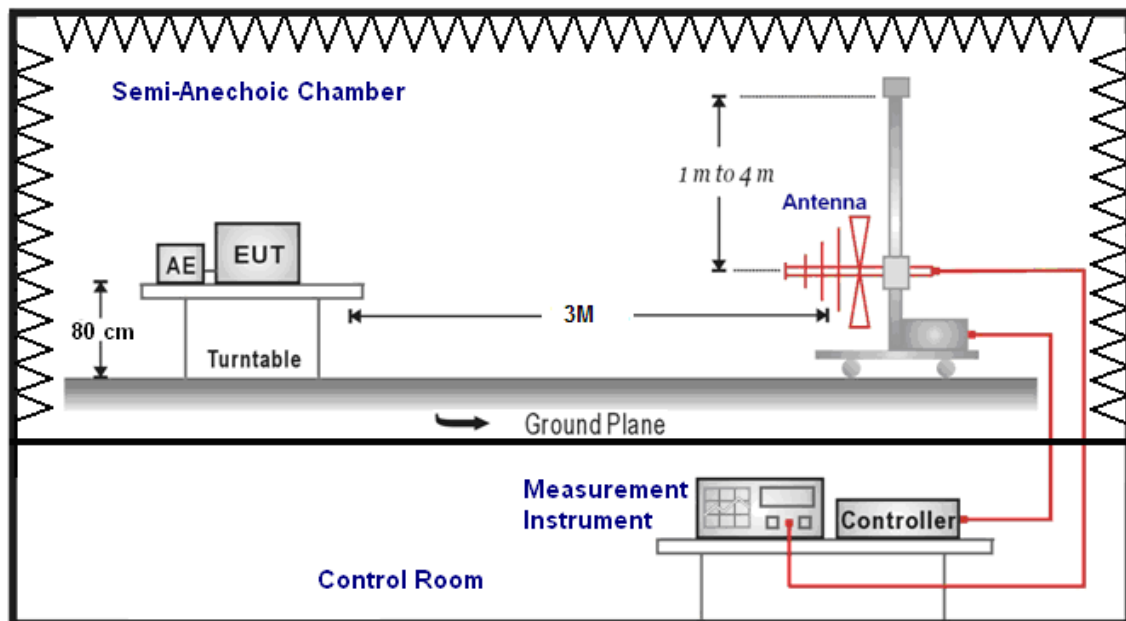 Semi-Anechoic Chamber
1 m to 4 m
Antenna
AE
EUT
80 cm
3M
Turntable
Ground Plane
Measurement
Instrument
Controller
Control Room